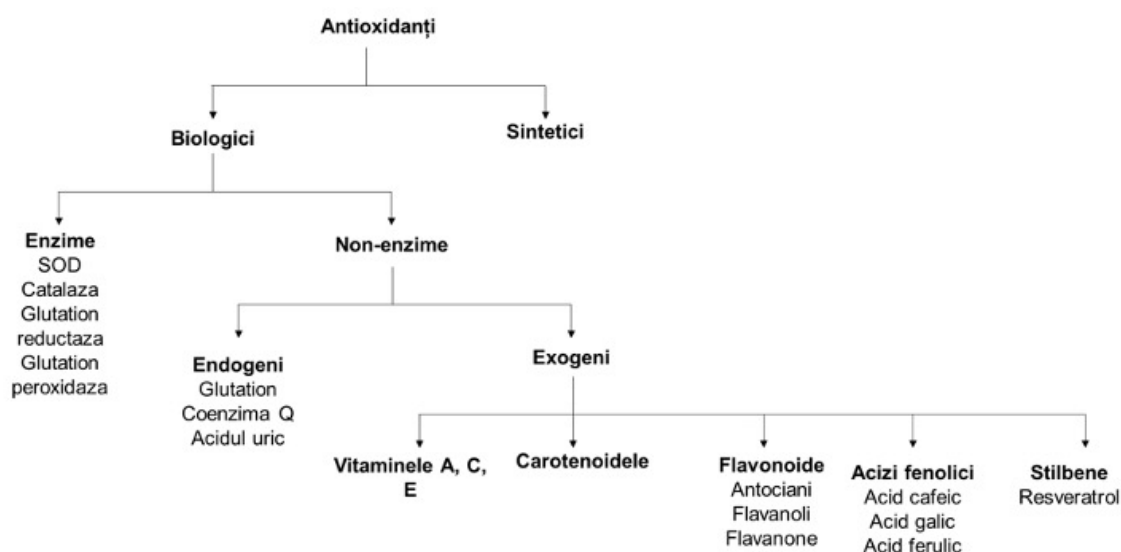 Antioxidanți
Biologici
Sintetici
Enzime
SOD
Catalaza
Glutation
reductaza
Glutation
peroxidaza
Non-enzime
Endogeni
Glutation
Coenzima Q
Acidul uric
Exogeni
Vitaminele A, C,
E
Carotenoidele
Flavonoide
Antociani
Flavanoli
Flavanone
Acizi fenolici
Acid cafeic
Acid galic
Acid ferulic
Stilbene
Resveratrol